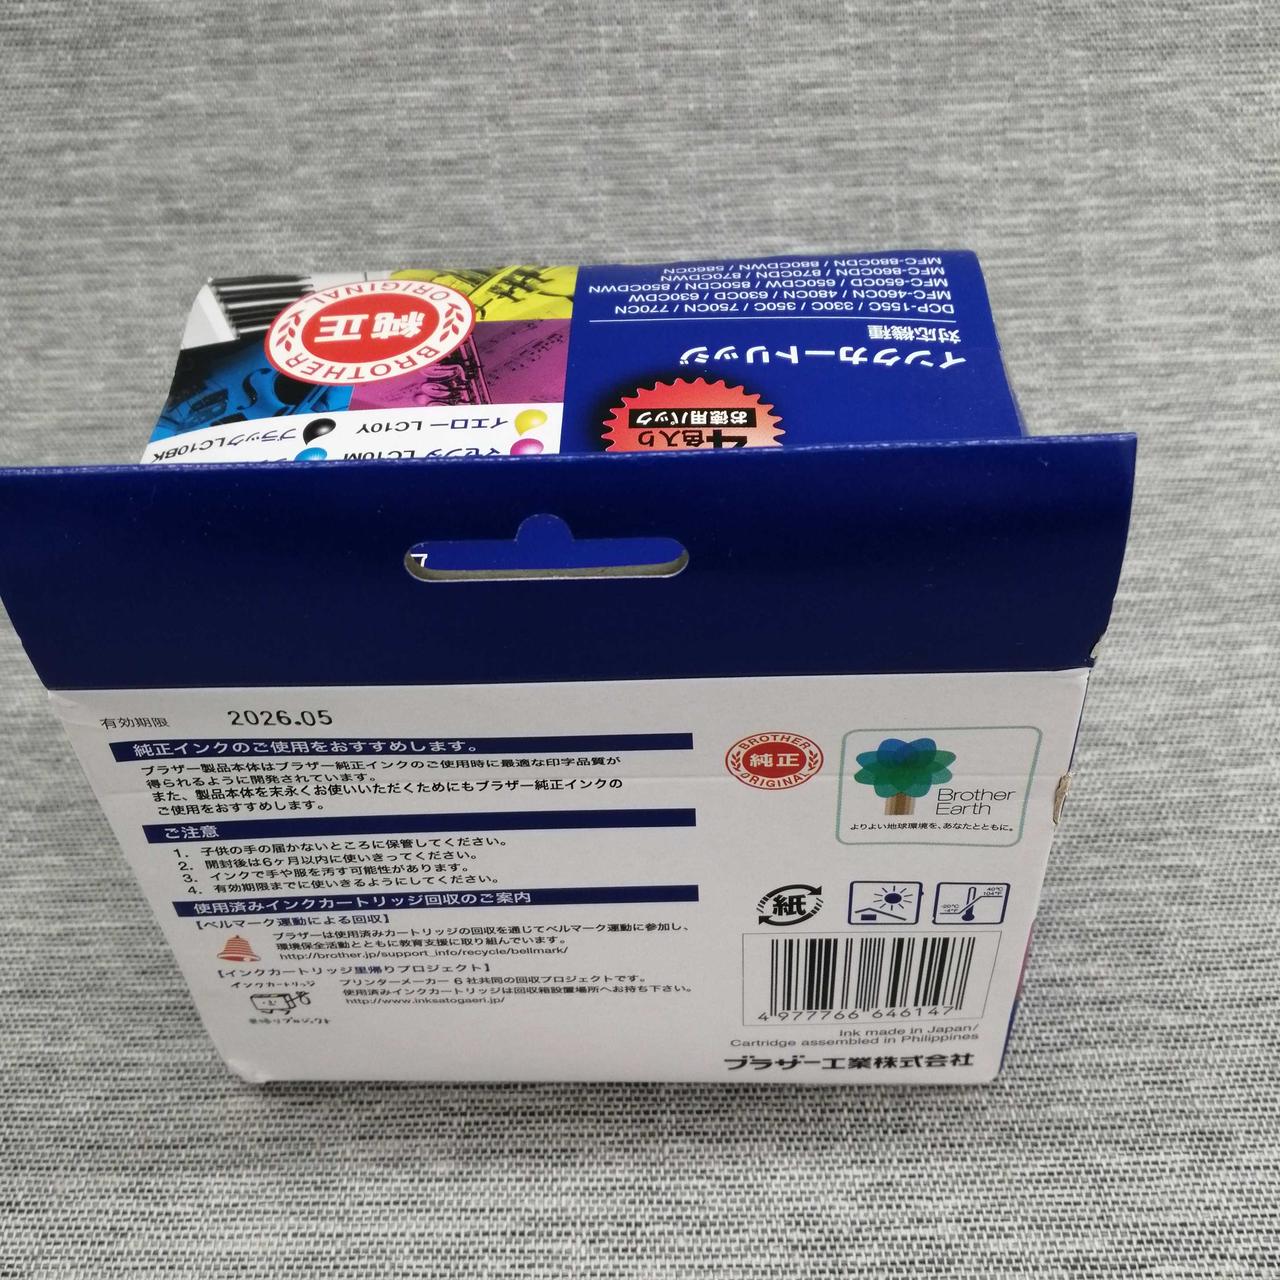 DCP-155C / 330C / 350C / 750CN / 770CN
MFC-460CN / 480CN / 630CD / 630CDW
MFC-650CD / 650CDW / 850CDN / 850CDWN
MFC-860CDN / 870CDN / 870CDWN
MFC-880CDN / 880CDWN / 5860CN
対応機種
インクカートリッジ
4色入り
お徳用パック
BROTHER
純正
ORIGINAL
イエロー LC10Y
ブラック LC10BK
マゼンタ LC10M
有効期限 2026.05
純正インクのご使用をおすすめします。
ブラザー製品本体はブラザー純正インクのご使用時に最適な印字品質が
得られるように開発されています。
また、製品本体を末永くお使いいただくためにもブラザー純正インクの
ご使用をおすすめします。
ご注意
1. 子供の手の届かないところに保管してください。
2. 開封後は6ヶ月以内に使いきってください。
3. インクで手や服を汚す可能性があります。
4. 有効期限までに使いきるようにしてください。
使用済みインクカートリッジ回収のご案内
【ベルマーク運動による回収】
ブラザーは使用済みカートリッジの回収を通じてベルマーク運動に参加し、
環境保全活動とともに教育支援に取り組んでいます。
http://brother.jp/support_info/recycle/bellmark/
【インクカートリッジ里帰りプロジェクト】
インクカートリッジ
里帰りプロジェクト
プリンターメーカー 6 社共同の回収プロジェクトです。
使用済みインクカートリッジは回収箱設置場所へお持ち下さい。
http://www.inksatogaeri.jp/
BROTHER
純正
ORIGINAL
Brother
Earth
よりよい地球環境を、あなたとともに。
紙
40°C
104°F
-20°C
-4°F
4 977766 646147
Ink made in Japan/
Cartridge assembled in Philippines
ブラザー工業株式会社